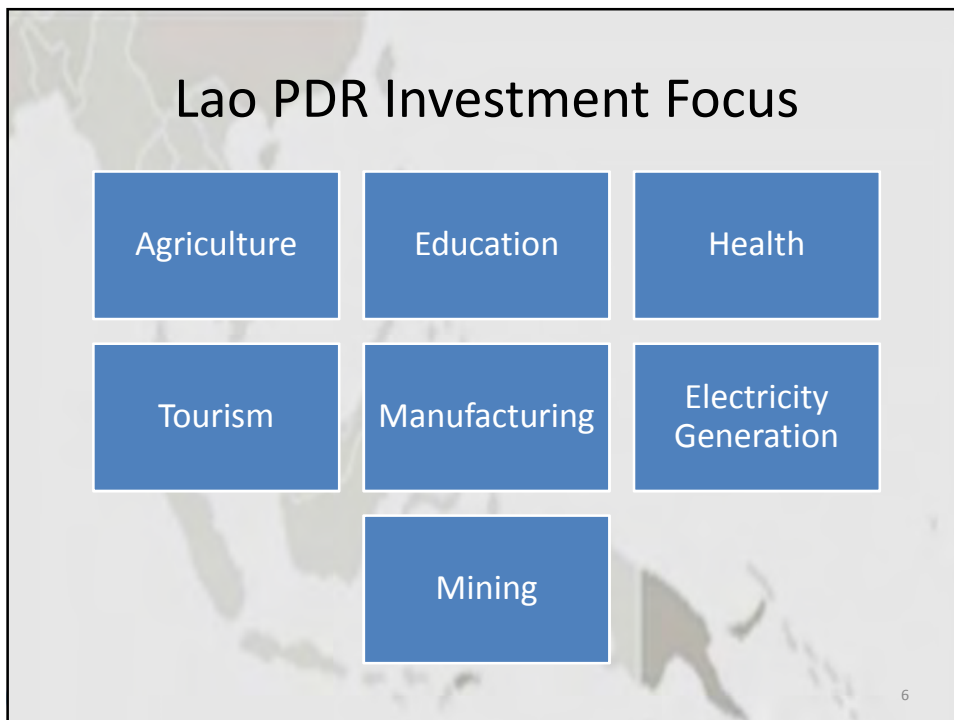 Lao PDR Investment Focus
Agriculture
Education
Health
Tourism
Manufacturing
Electricity
Generation
Mining
6